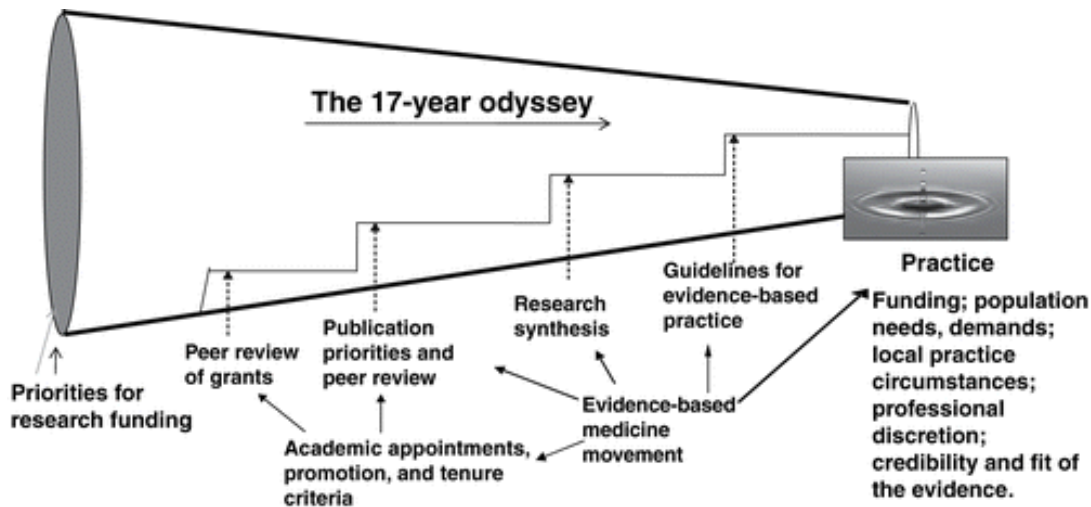 The 17-year odyssey
Practice
Funding; population
needs, demands;
local practice
circumstances;
professional
discretion;
credibility and fit of
the evidence.
Guidelines for
evidence-based
practice
Research
synthesis
Publication
priorities and
peer review
Peer review
of grants
Priorities for
research funding
Evidence-based
medicine
movement
Academic appointments,
promotion, and tenure
criteria